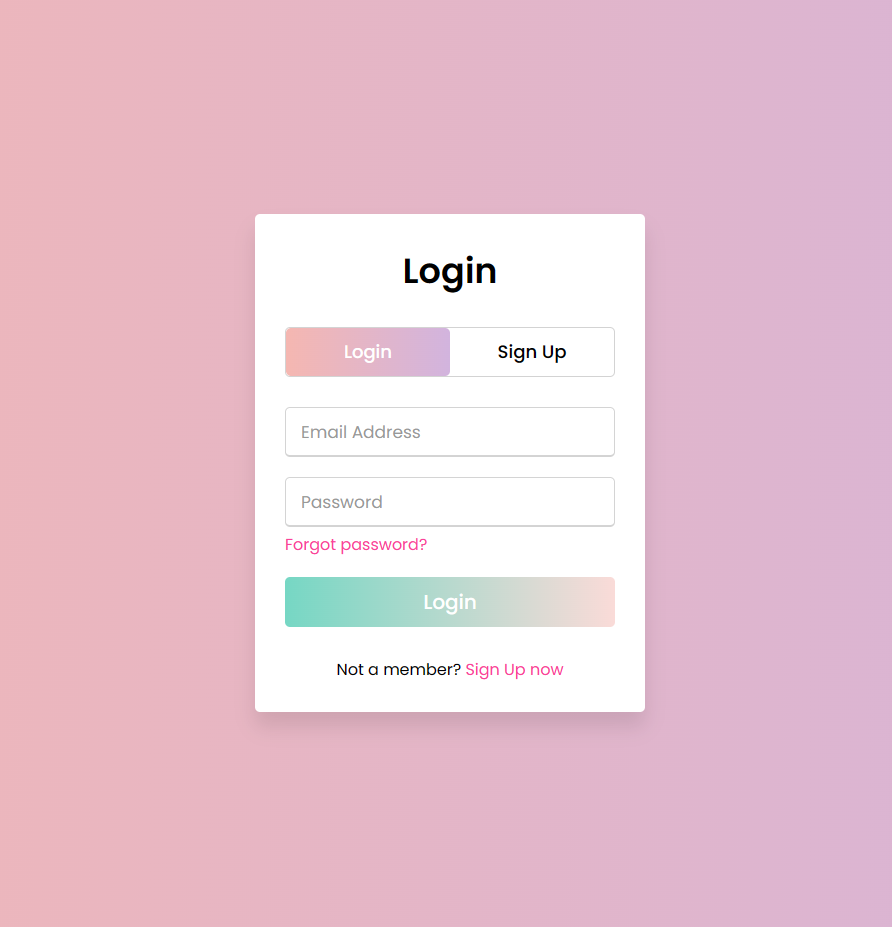 Login
Login Sign Up
Email Address
Password
Forgot password?
Login
Not a member? Sign Up now